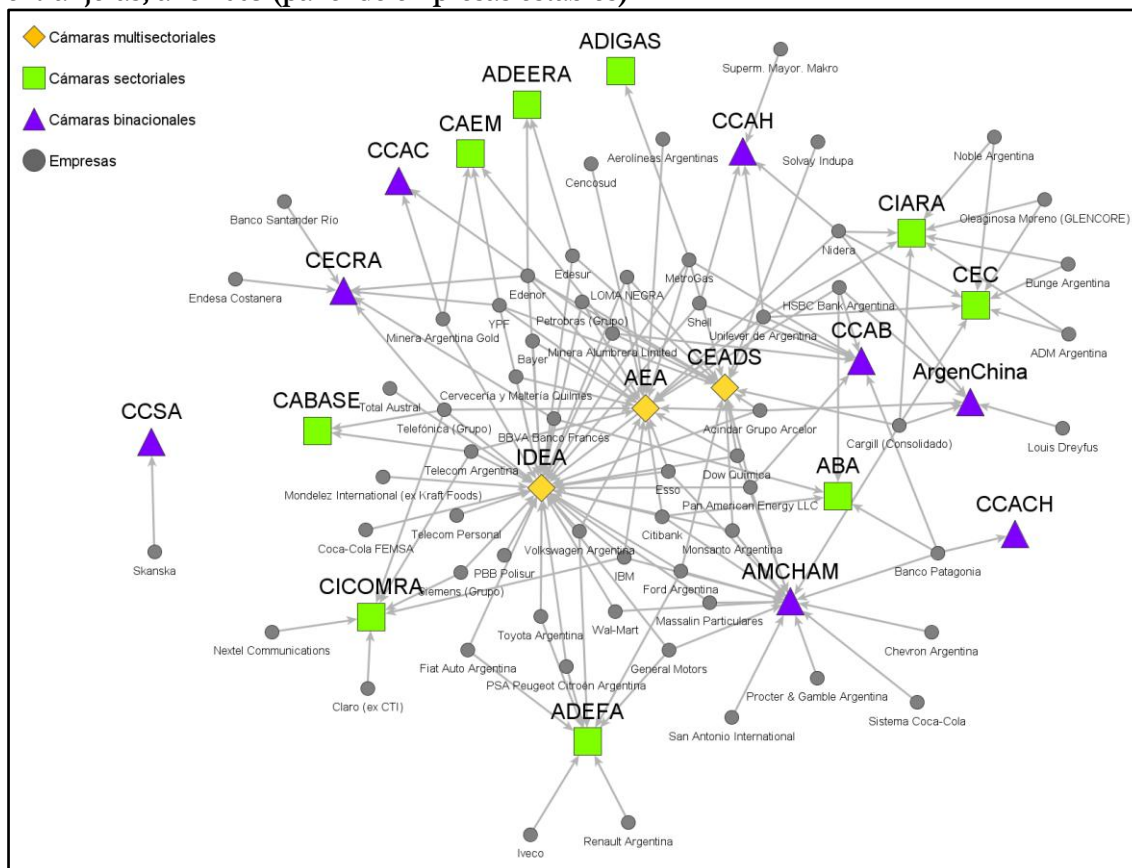 Cámaras multisectoriales
Cámaras sectoriales
Cámaras binacionales
Empresas
ADIGAS
ADEERA
Superm. Mayor. Makro
CAEM
CCAH
CCAC
Aerolíneas Argentinas
Solvay Indupa
Noble Argentina
Cencosud
CIARA
Oleaginosa Moreno (GLENCORE)
Banco Santander Río
Nidera
CECRA
Edesur
MetroGas
CEC
Bunge Argentina
Endesa Costanera
Edenor
LOMA NEGRA
HSBC Bank Argentina
Minera Argentina Gold
YPF
Petrobras (Grupo)
Shell
Unilever de Argentina
CCAB
ADM Argentina
Bayer
Minera Alumbrera Limited
CEADS
ArgenChina
AEA
CCSA
CABASE
Total Austral
Cervecería y Maltería Quilmes
Telefónica (Grupo)
BBVA Banco Francés
Acindar Grupo Arcelor
Cargill (Consolidado)
Louis Dreyfus
IDEA
Telecom Argentina
ABA
Mondelez International (ex Kraft Foods)
Esso
Dow Química
Pan American Energy LLC
CCACH
Coca-Cola FEMSA
Telecom Personal
Citibank
Monsanto Argentina
Volkswagen Argentina
Skanska
PBB Polisur
IBM
AMCHAM
Banco Patagonia
CICOMRA
Siemens (Grupo)
Ford Argentina
Massalin Particulares
Nextel Communications
Toyota Argentina
Wal-Mart
Chevron Argentina
Fiat Auto Argentina
General Motors
PSA Peugeot Citroën Argentina
Procter & Gamble Argentina
Claro (ex CTI)
Sistema Coca-Cola
ADEFA
San Antonio International
Iveco
Renault Argentina